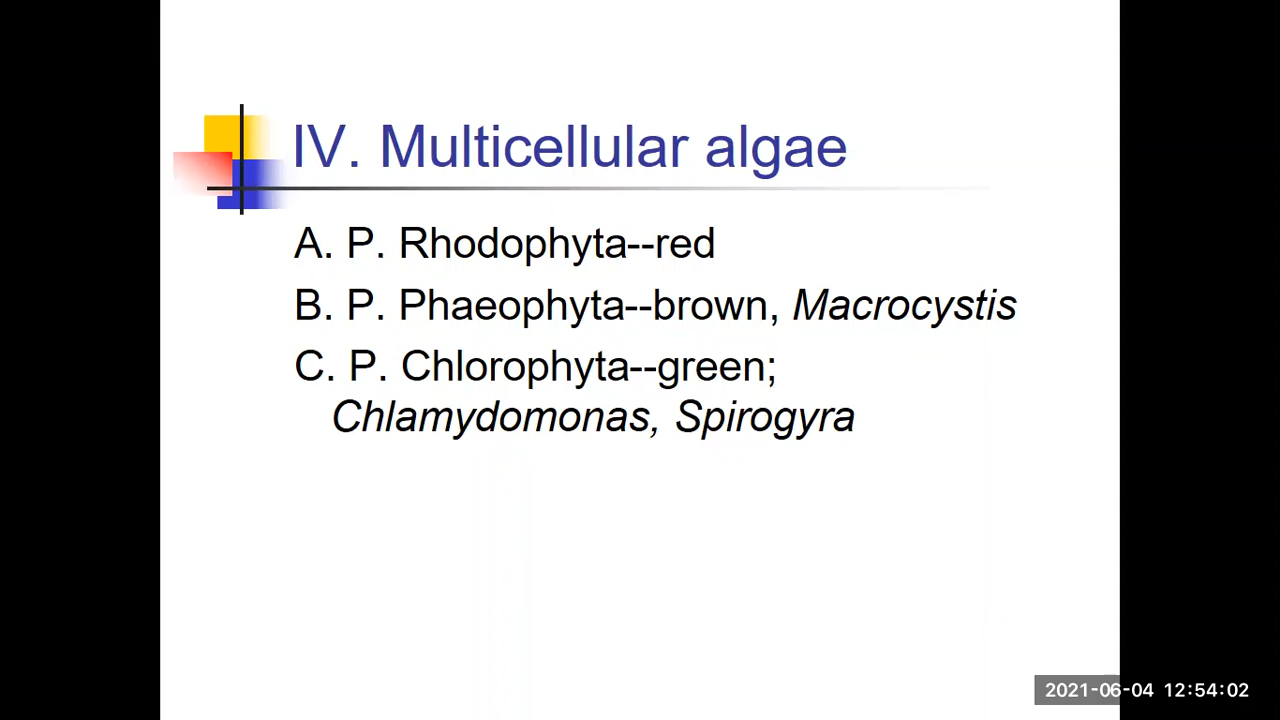 IV. Multicellular algae
A. P. Rhodophyta--red
B. P. Phaeophyta--brown, Macrocystis
C. P. Chlorophyta--green;
Chlamydomonas, Spirogyra
2021-06-04 12:54:02